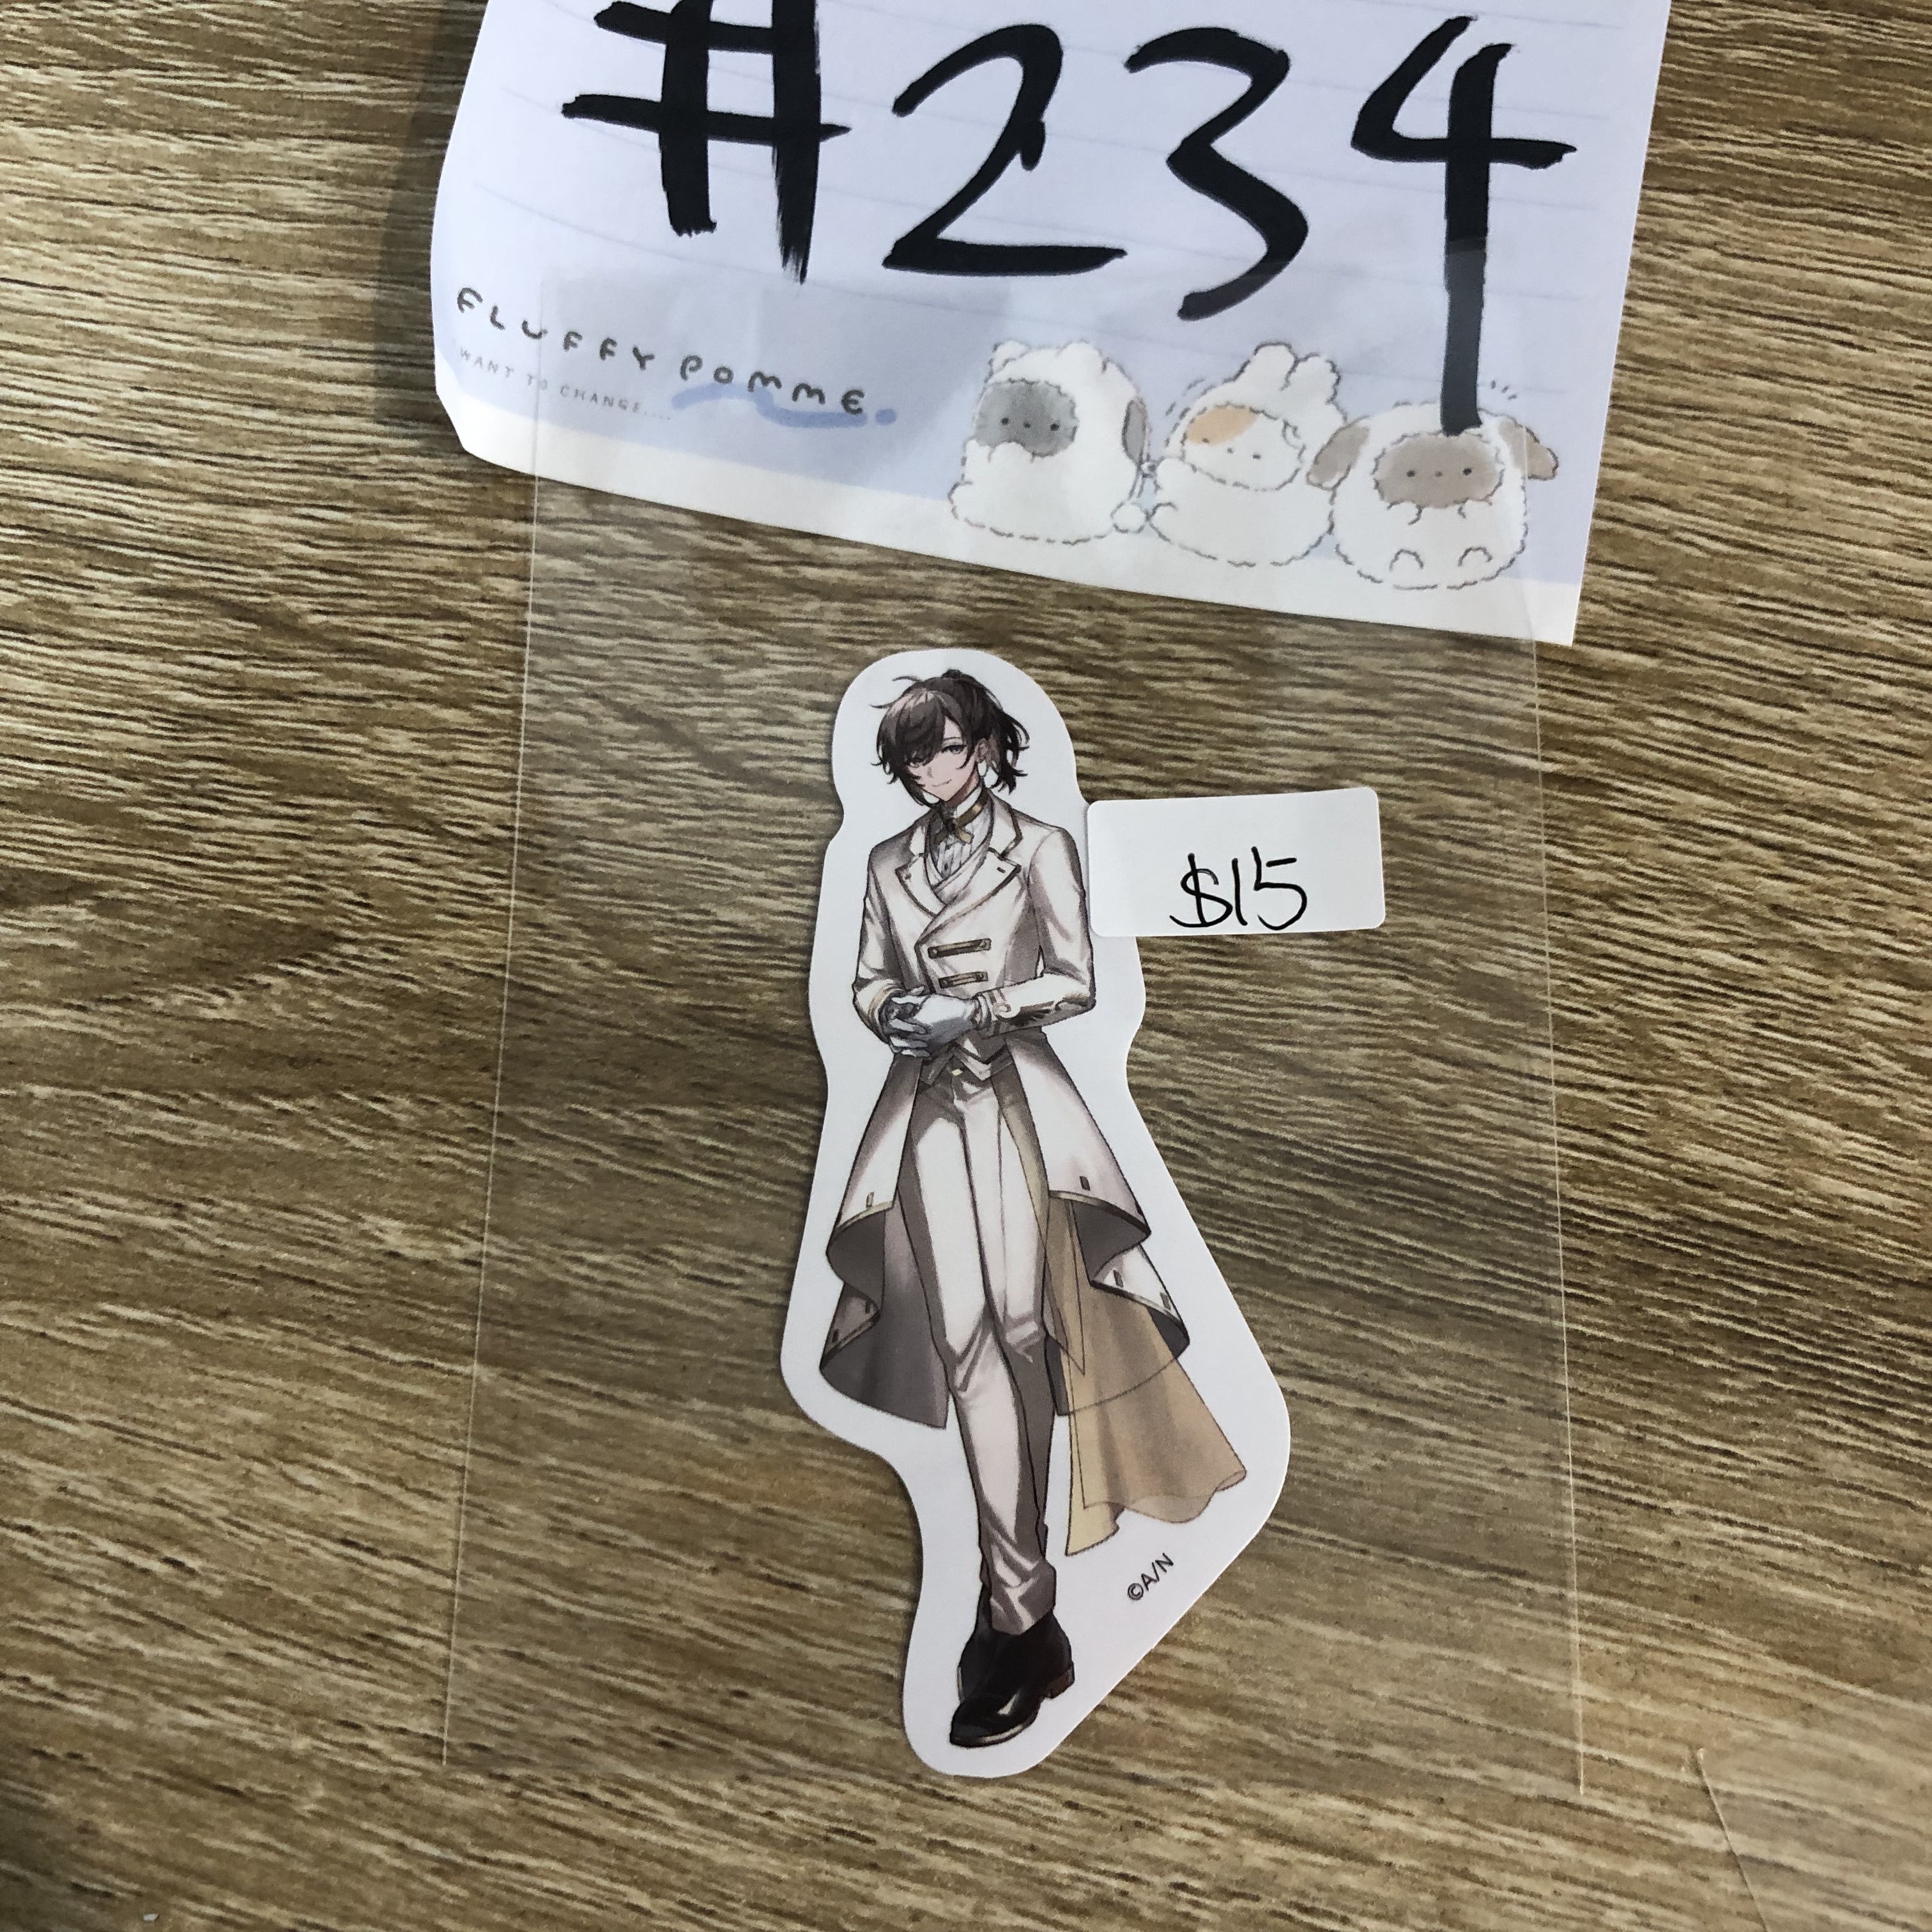 #234
FLUFFY POMME.
WANT TO CHANGE....
$15
©A/N